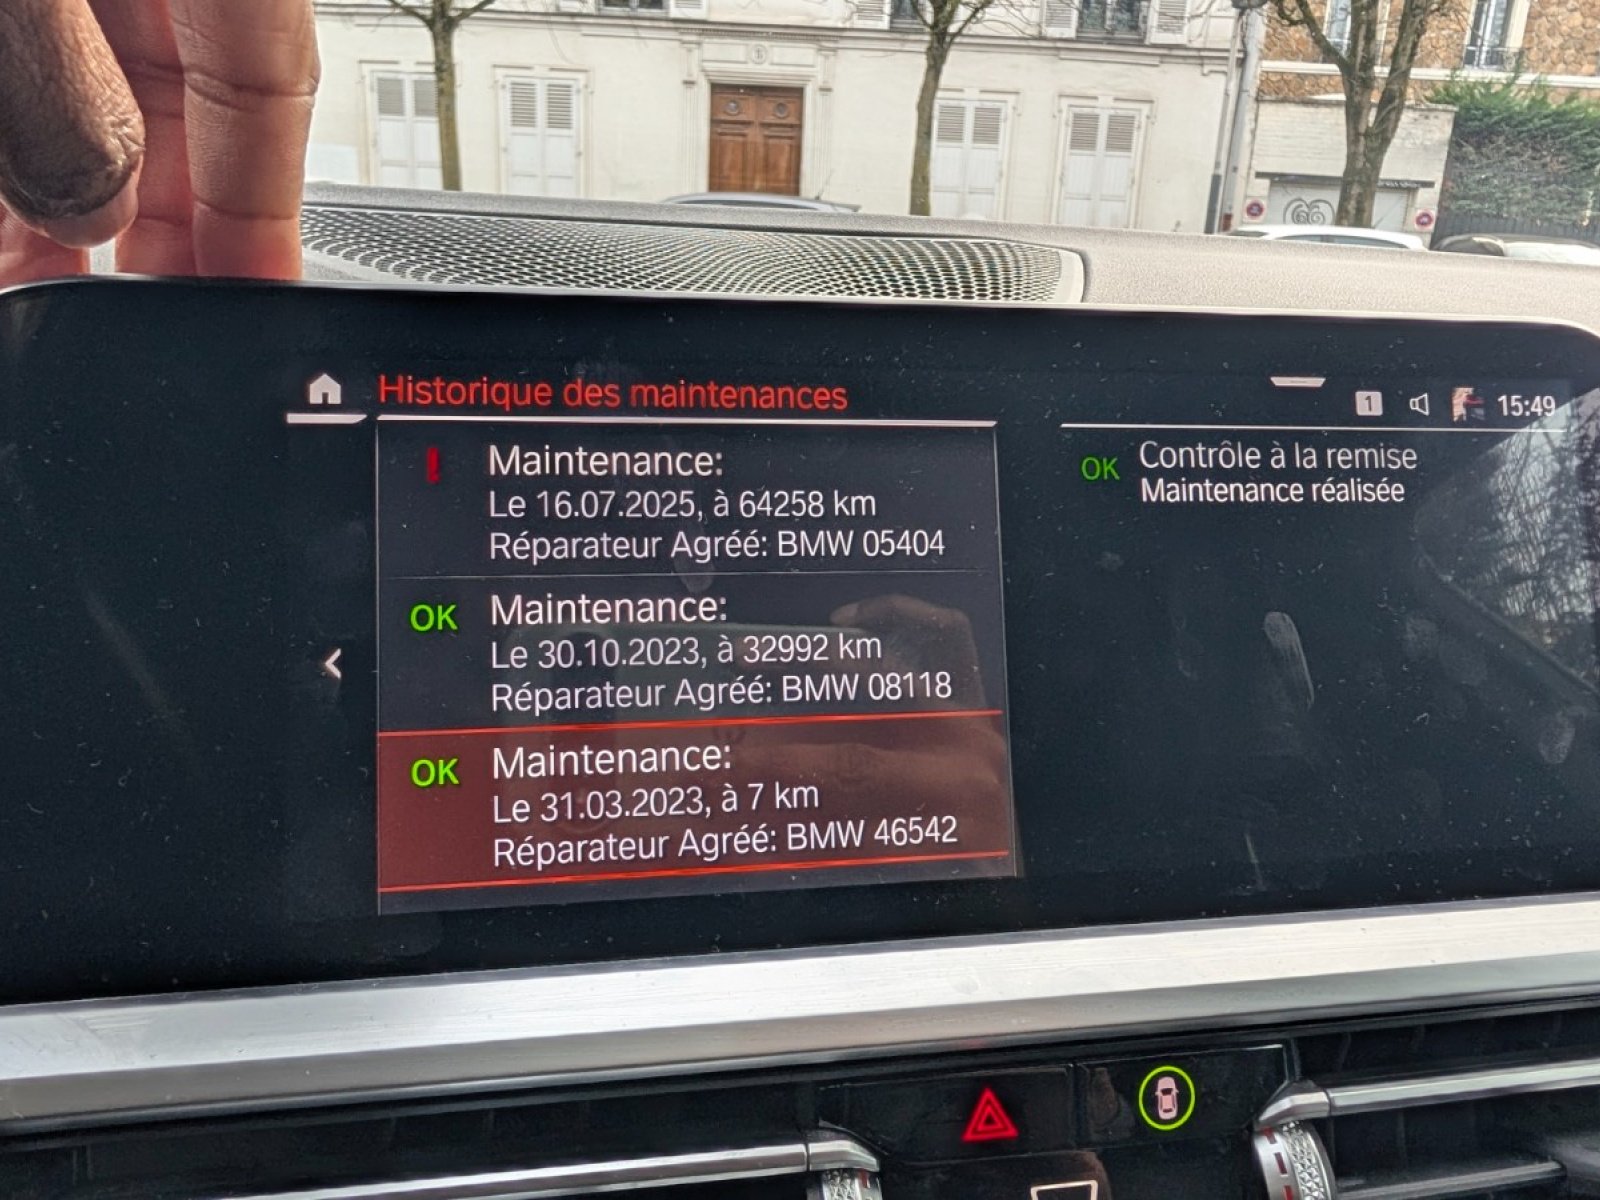 Historique des maintenances
1 15:49
! Maintenance:
Le 16.07.2025, à 64258 km
Réparateur Agréé: BMW 05404
OK Maintenance:
Le 30.10.2023, à 32992 km
Réparateur Agréé: BMW 08118
OK Maintenance:
Le 31.03.2023, à 7 km
Réparateur Agréé: BMW 46542
OK Contrôle à la remise
Maintenance réalisée